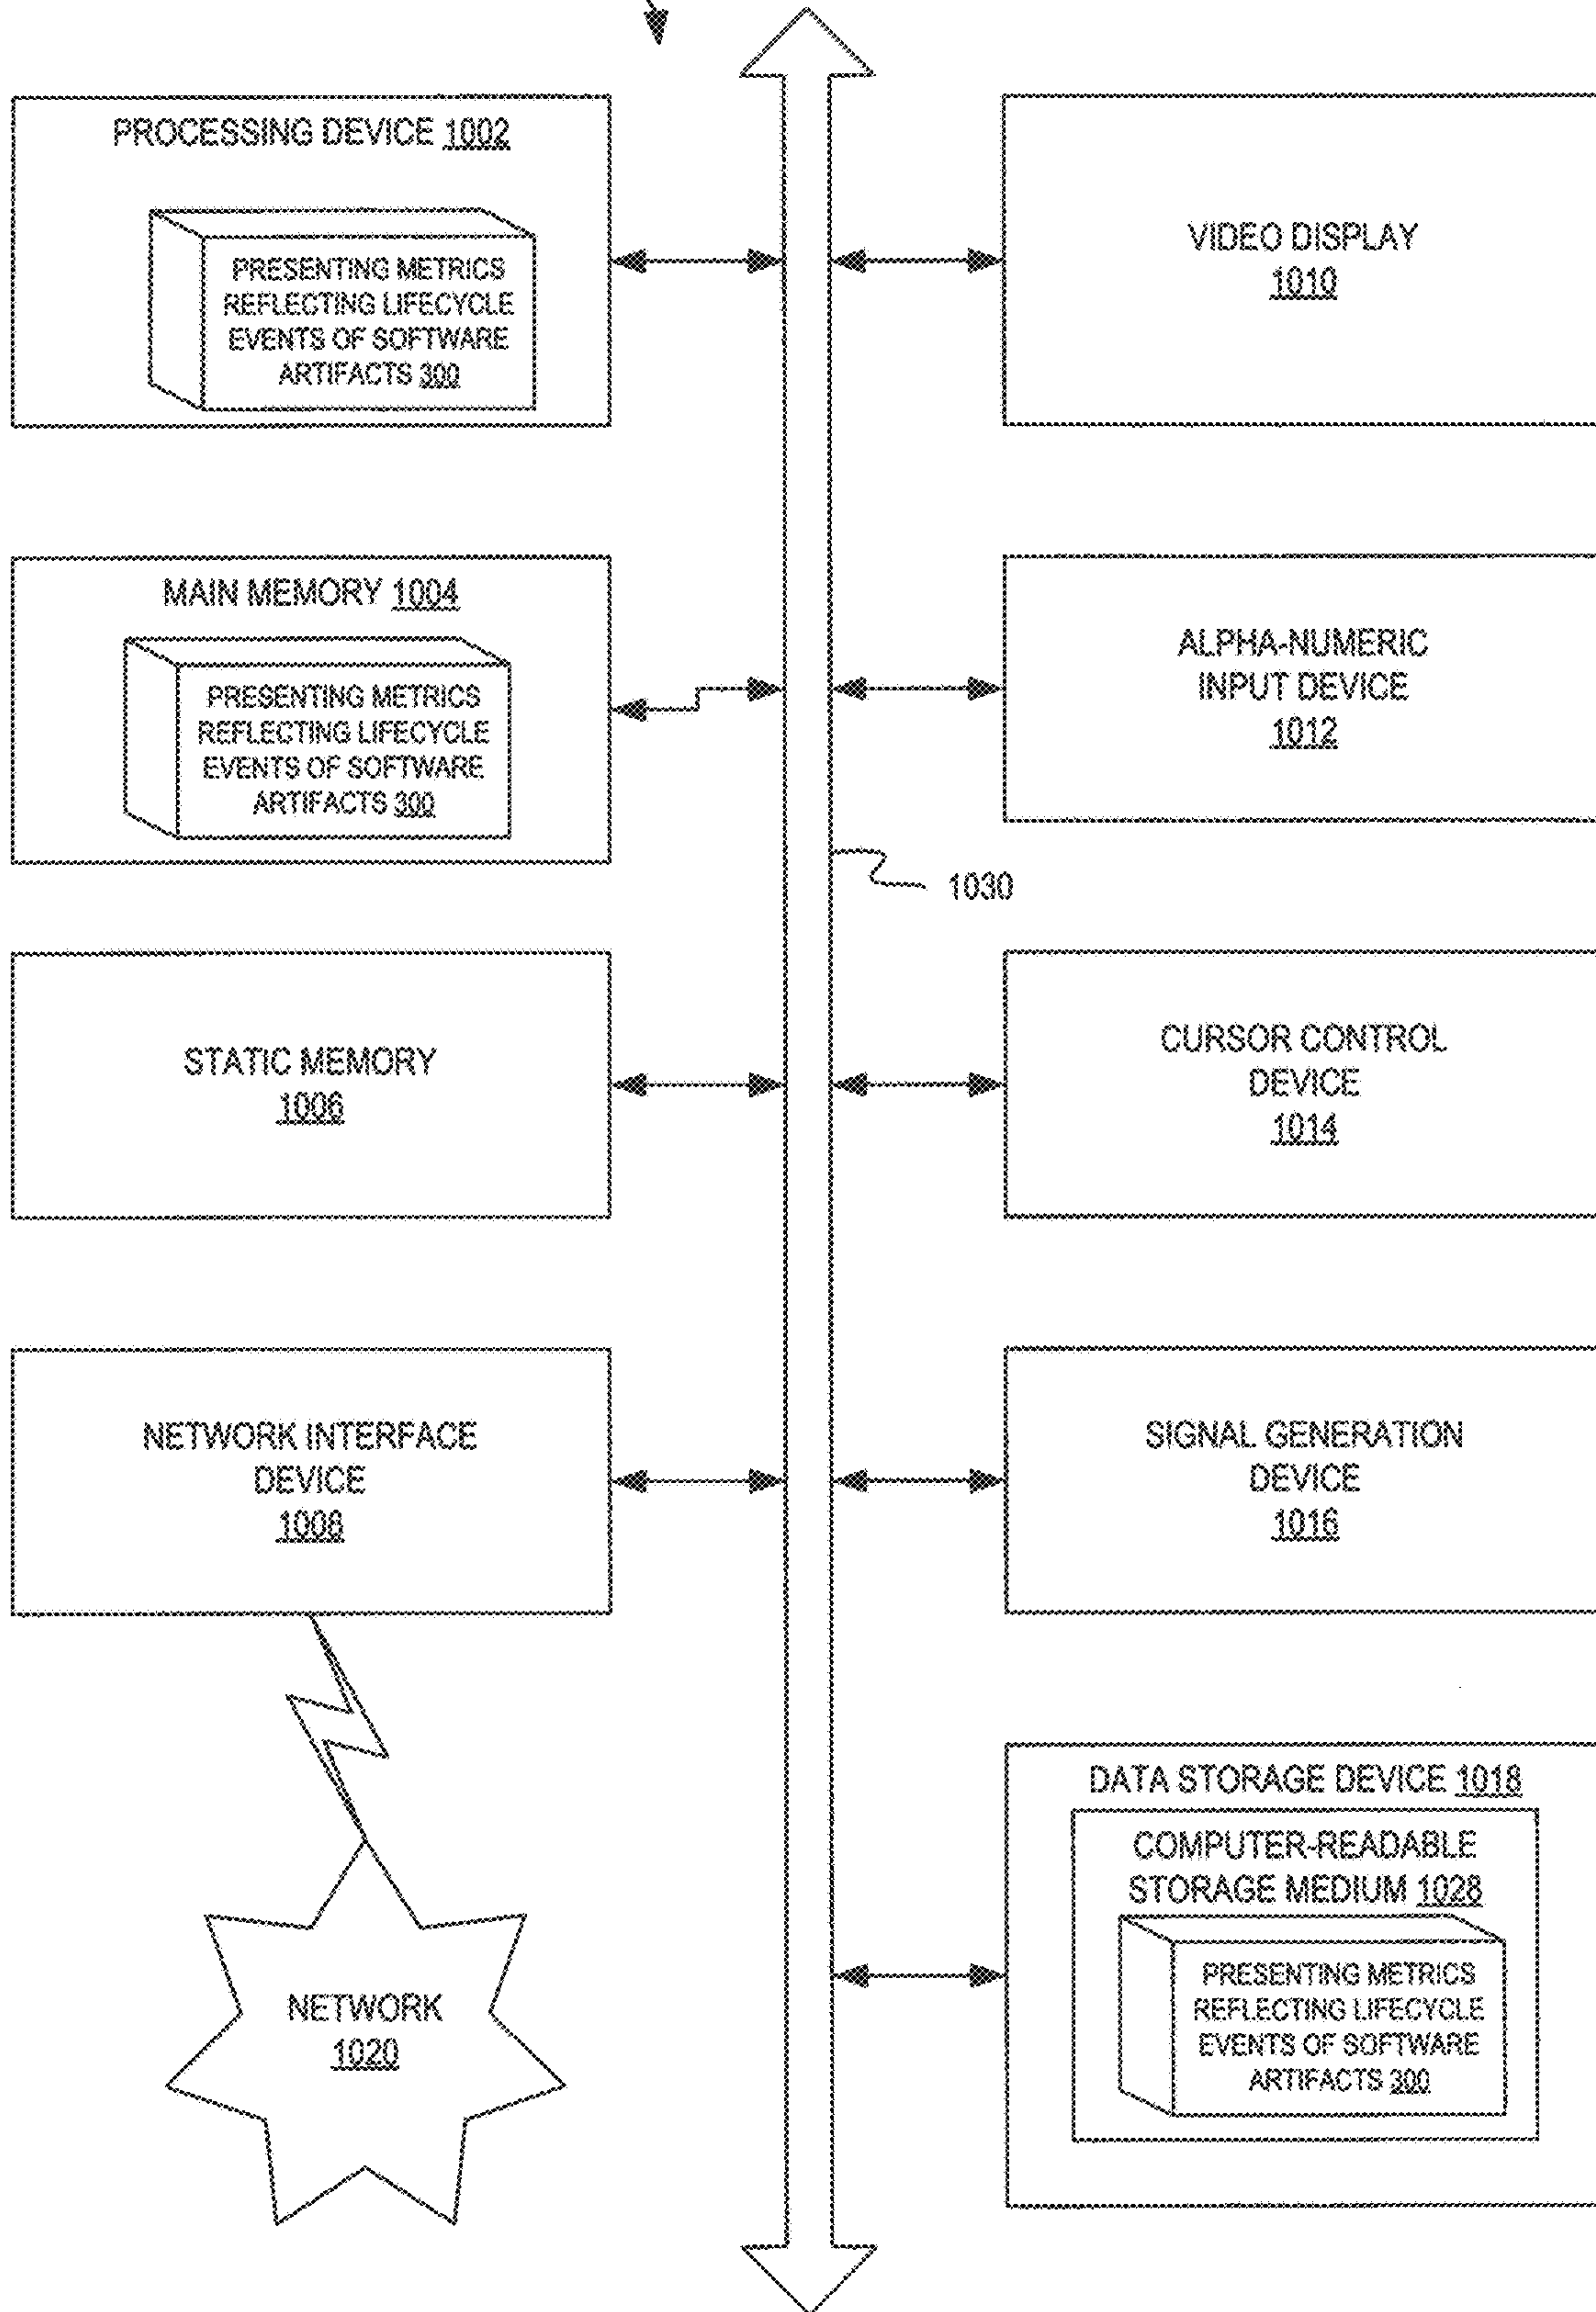 PROCESSING DEVICE 1002
PRESENTING METRICS
REFLECTING LIFECYCLE
EVENTS OF SOFTWARE
ARTIFACTS 300
VIDEO DISPLAY
1010
MAIN MEMORY 1004
PRESENTING METRICS
REFLECTING LIFECYCLE
EVENTS OF SOFTWARE
ARTIFACTS 300
ALPHA-NUMERIC
INPUT DEVICE
1012
1030
STATIC MEMORY
1006
CURSOR CONTROL
DEVICE
1014
NETWORK INTERFACE
DEVICE
1008
SIGNAL GENERATION
DEVICE
1016
DATA STORAGE DEVICE 1018
COMPUTER-READABLE
STORAGE MEDIUM 1028
PRESENTING METRICS
REFLECTING LIFECYCLE
EVENTS OF SOFTWARE
ARTIFACTS 300
NETWORK
1020